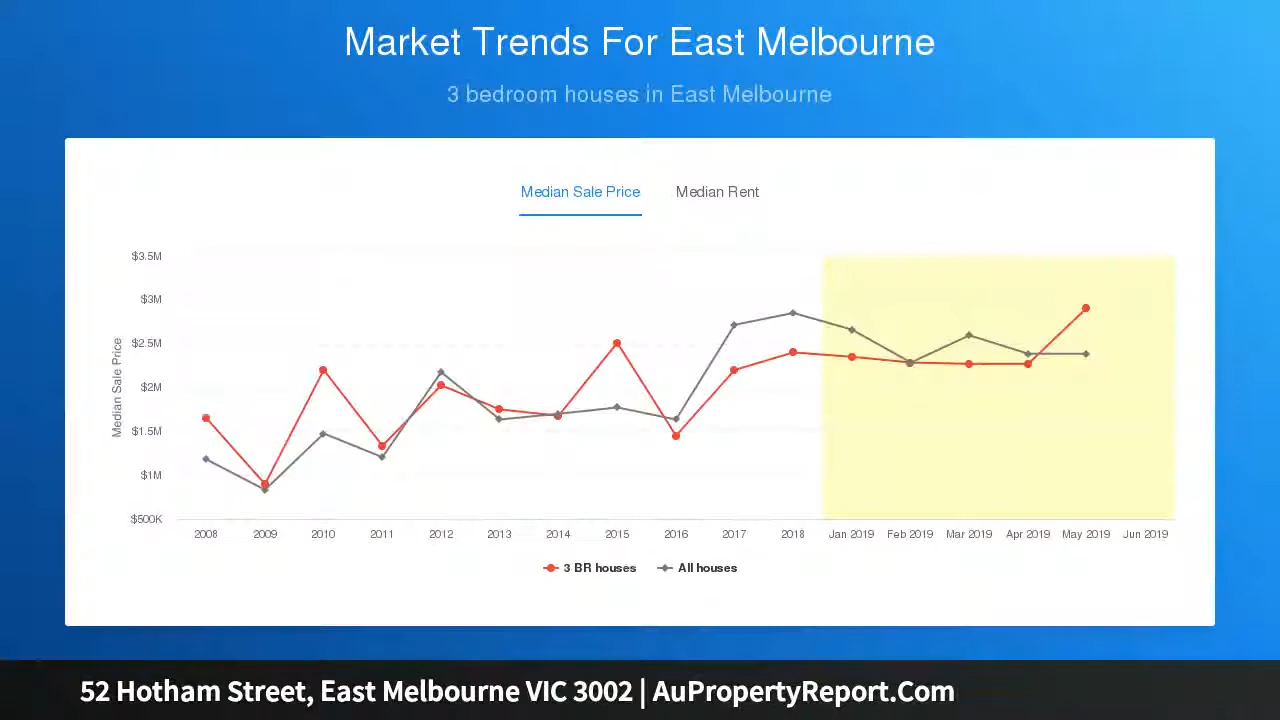 Market Trends For East Melbourne
3 bedroom houses in East Melbourne
Median Sale Price
Median Rent
Median Sale Price
$3.5M
$3M
$2.5M
$2M
$1.5M
$1M
$500K
2008 2009 2010 2011 2012 2013 2014 2015 2016 2017 2018 Jan 2019 Feb 2019 Mar 2019 Apr 2019 May 2019 Jun 2019
3 BR houses All houses
52 Hotham Street, East Melbourne VIC 3002 | AuPropertyReport.Com